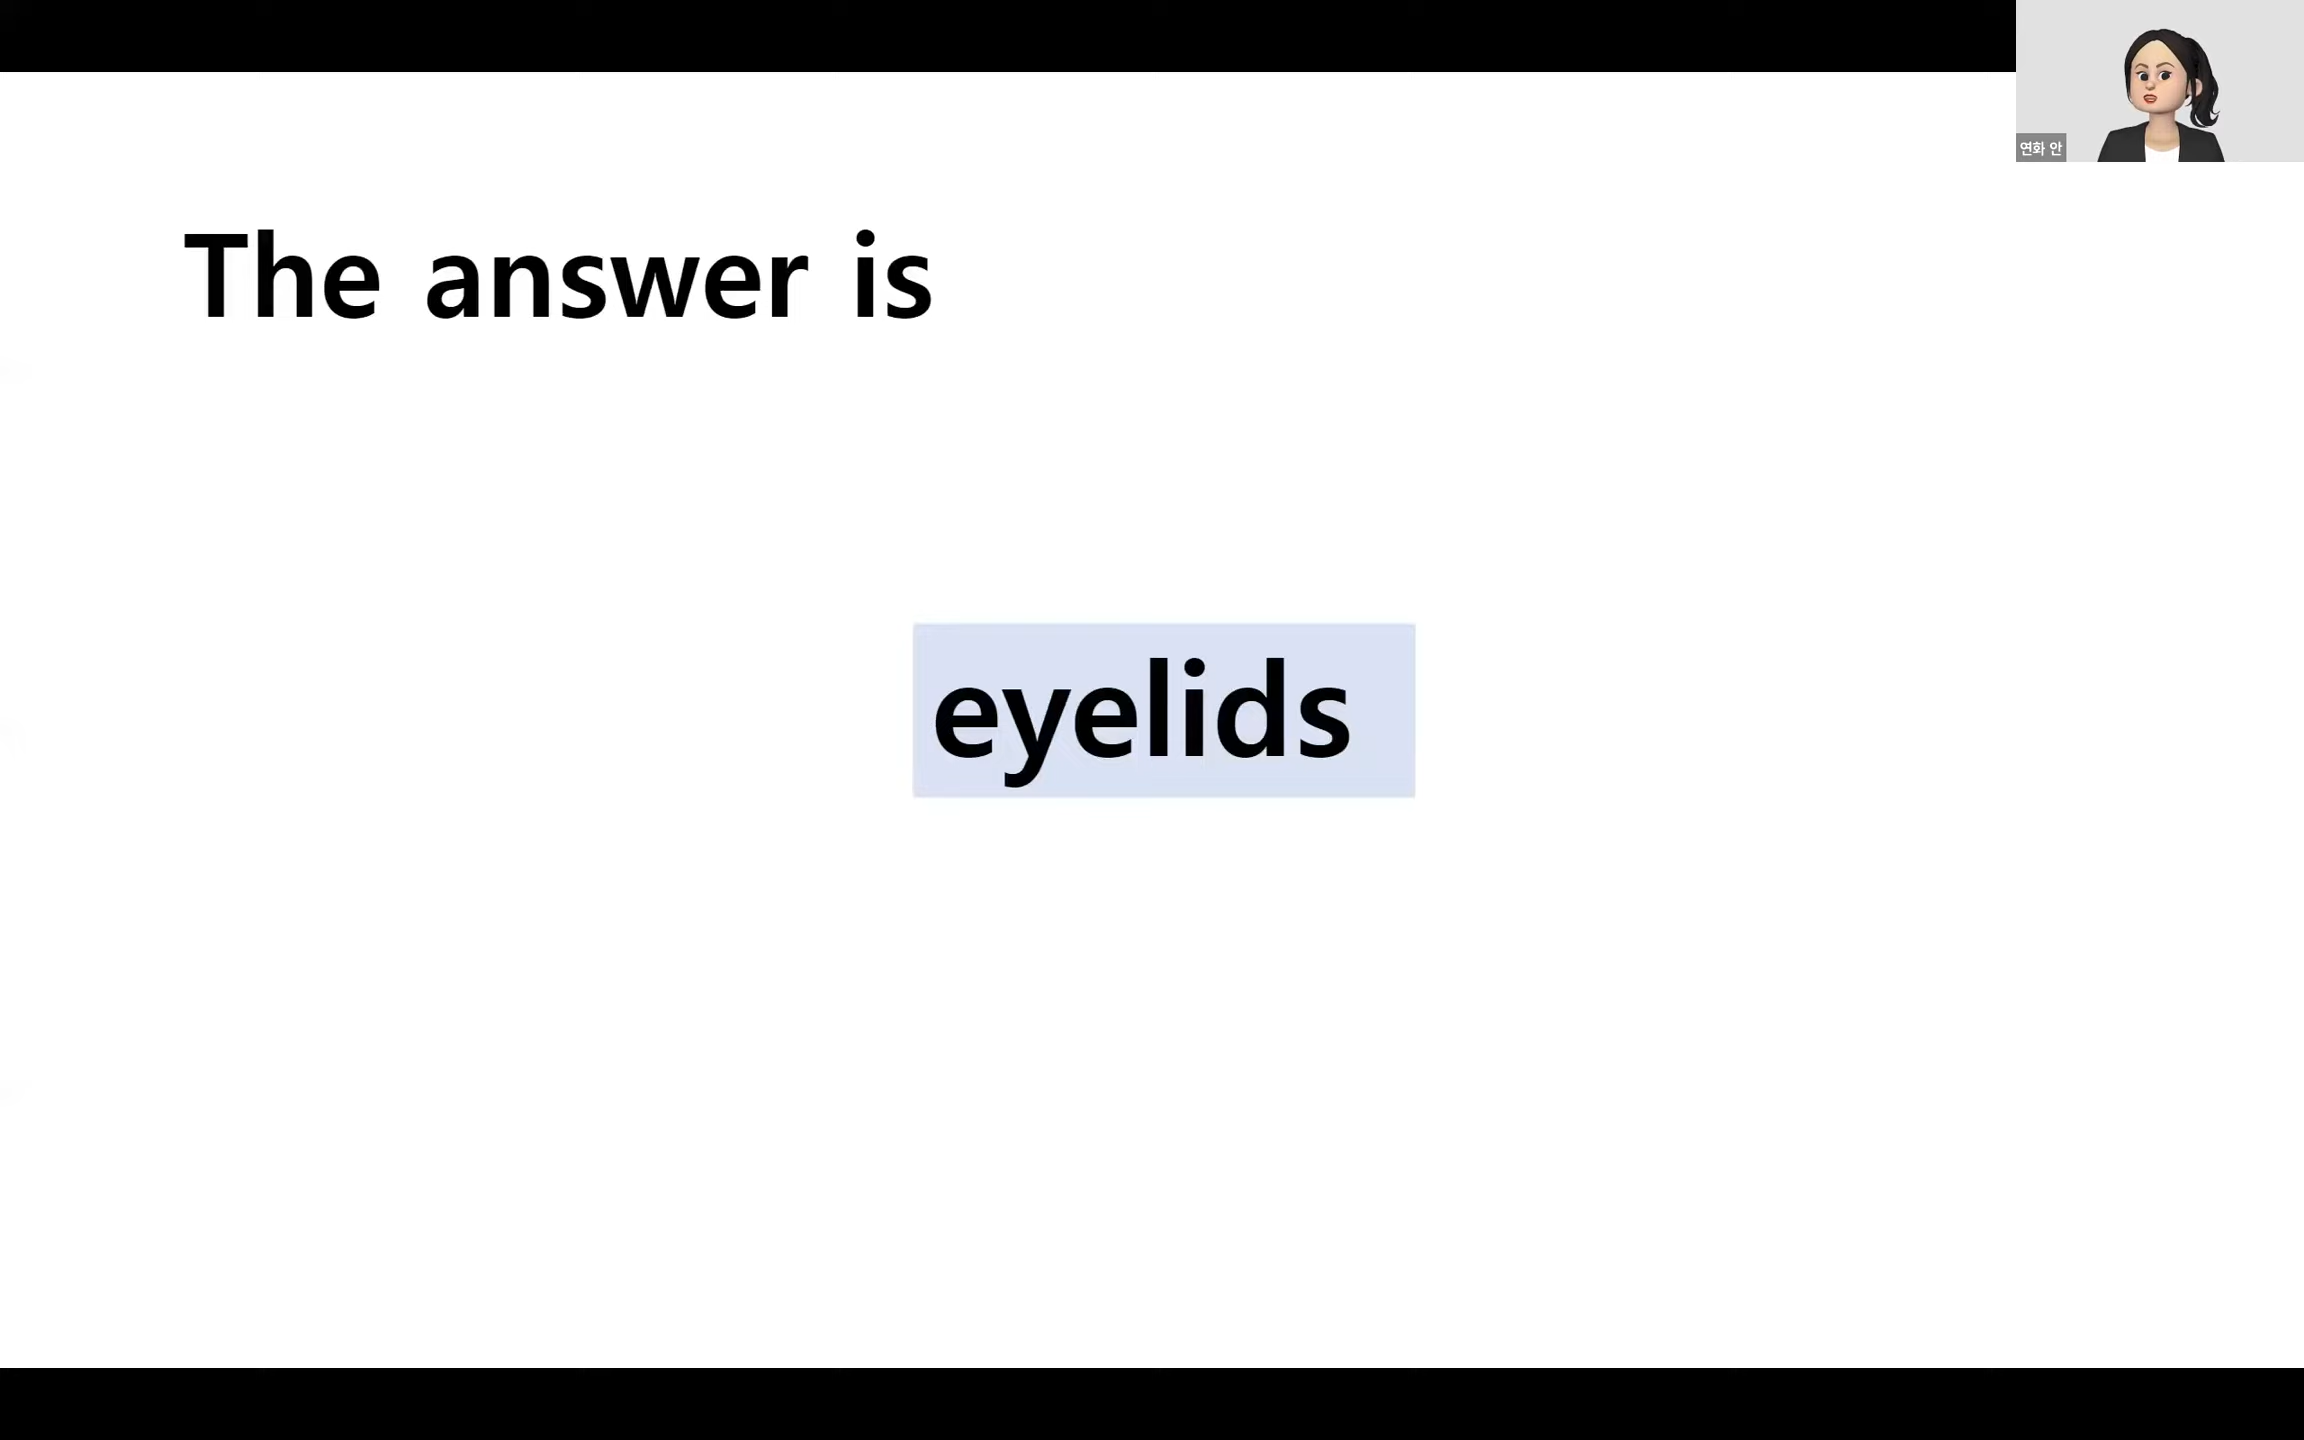 연화 안
The answer is
eyelids